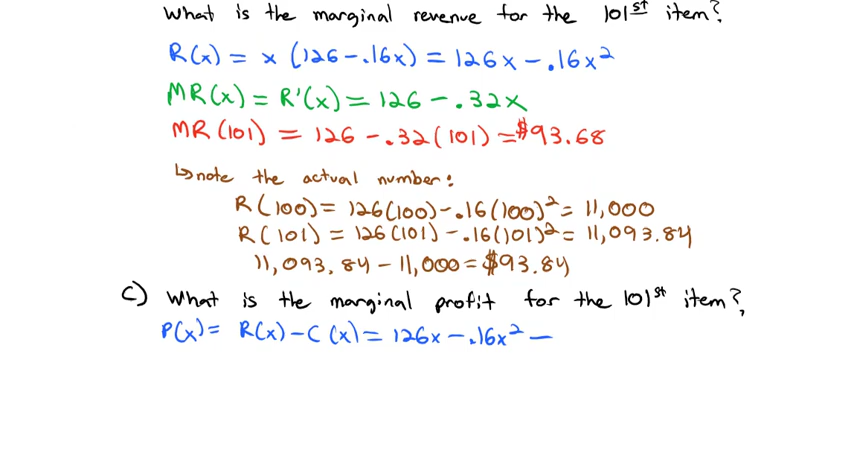 What is the marginal revenue for the 101st item?
R(x) = x (126 - .16x) = 126x - .16x²
MR(x) = R'(x) = 126 - .32x
MR(101) = 126 - .32(101) = $93.68
↳note the actual number:
R(100) = 126(100) - .16(100)² = 11,000
R(101) = 126(101) - .16(101)² = 11,093.84
11,093.84 - 11,000 = $93.84
c) What is the marginal profit for the 101st item?
P(x) = R(x) - C(x) = 126x - .16x² -